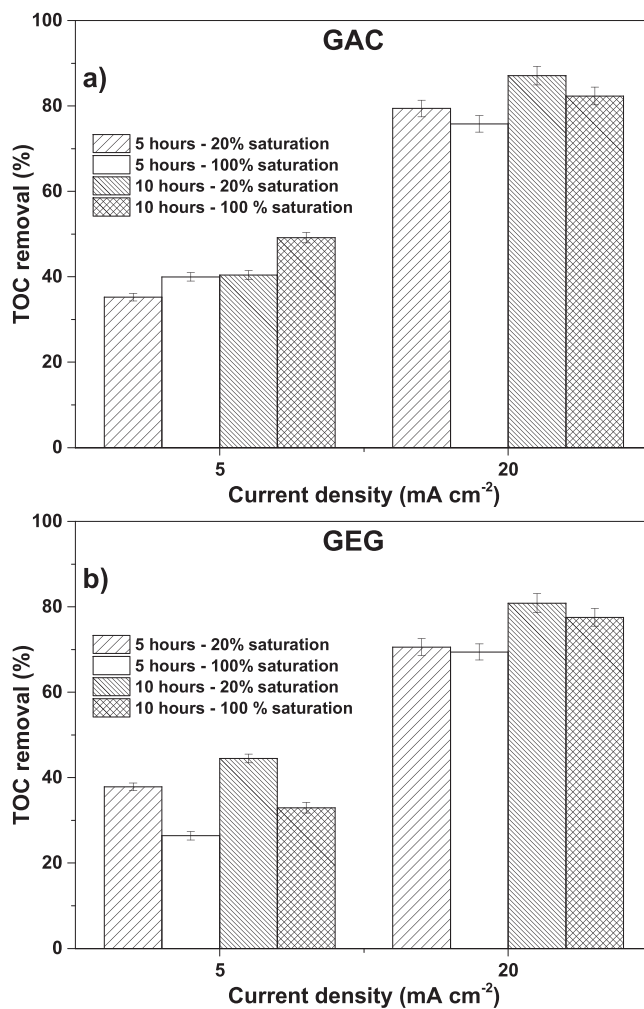 GAC
a)
100
80
60
40
20
0
TOC removal (%)
5 hours - 20% saturation
5 hours - 100% saturation
10 hours - 20% saturation
10 hours - 100 % saturation
5
20
Current density (mA cm-2)
GEG
b)
100
80
60
40
20
0
TOC removal (%)
5 hours - 20% saturation
5 hours - 100% saturation
10 hours - 20% saturation
10 hours - 100 % saturation
5
20
Current density (mA cm-2)